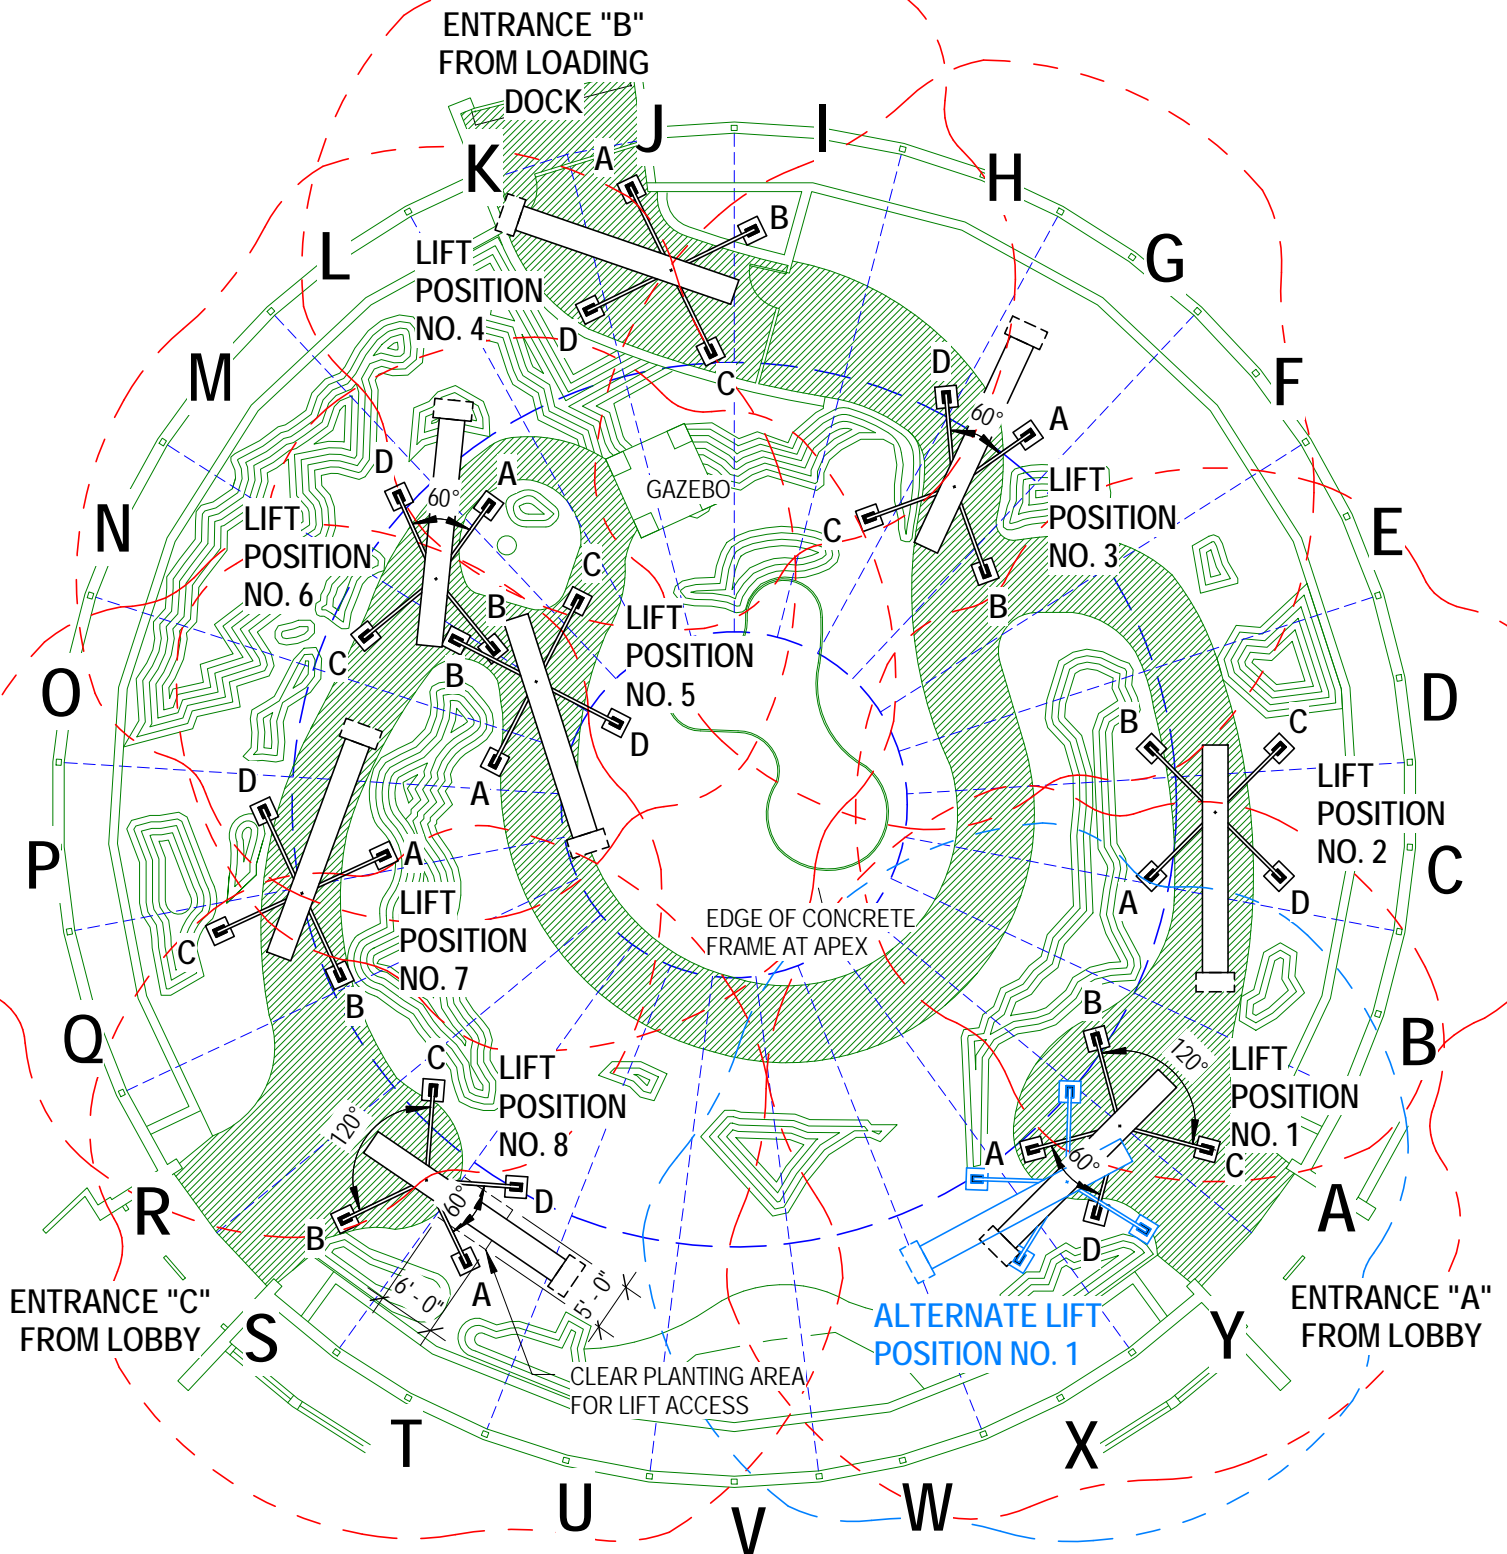 ENTRANCE "B"
FROM LOADING
DOCK
J
I
K
A
H
B
L
LIFT
POSITION
NO. 4
G
D
C
M
D
60°
A
F
D
A
60°
GAZEBO
LIFT
POSITION
NO. 3
C
N
LIFT
POSITION
NO. 6
E
C
B
B
LIFT
POSITION
NO. 5
C
B
O
D
B
C
D
D
A
LIFT
POSITION
NO. 2
P
A
C
LIFT
POSITION
NO. 7
A
D
EDGE OF CONCRETE
FRAME AT APEX
C
B
B
Q
B
C
120°
LIFT
POSITION
NO. 1
LIFT
POSITION
NO. 8
120°
A
60°
C
R
D
60°
A
B
D
A
6' - 0"
5' - 0"
ENTRANCE "C"
FROM LOBBY
S
ALTERNATE LIFT
POSITION NO. 1
Y
ENTRANCE "A"
FROM LOBBY
CLEAR PLANTING AREA
FOR LIFT ACCESS
T
X
U
V
W